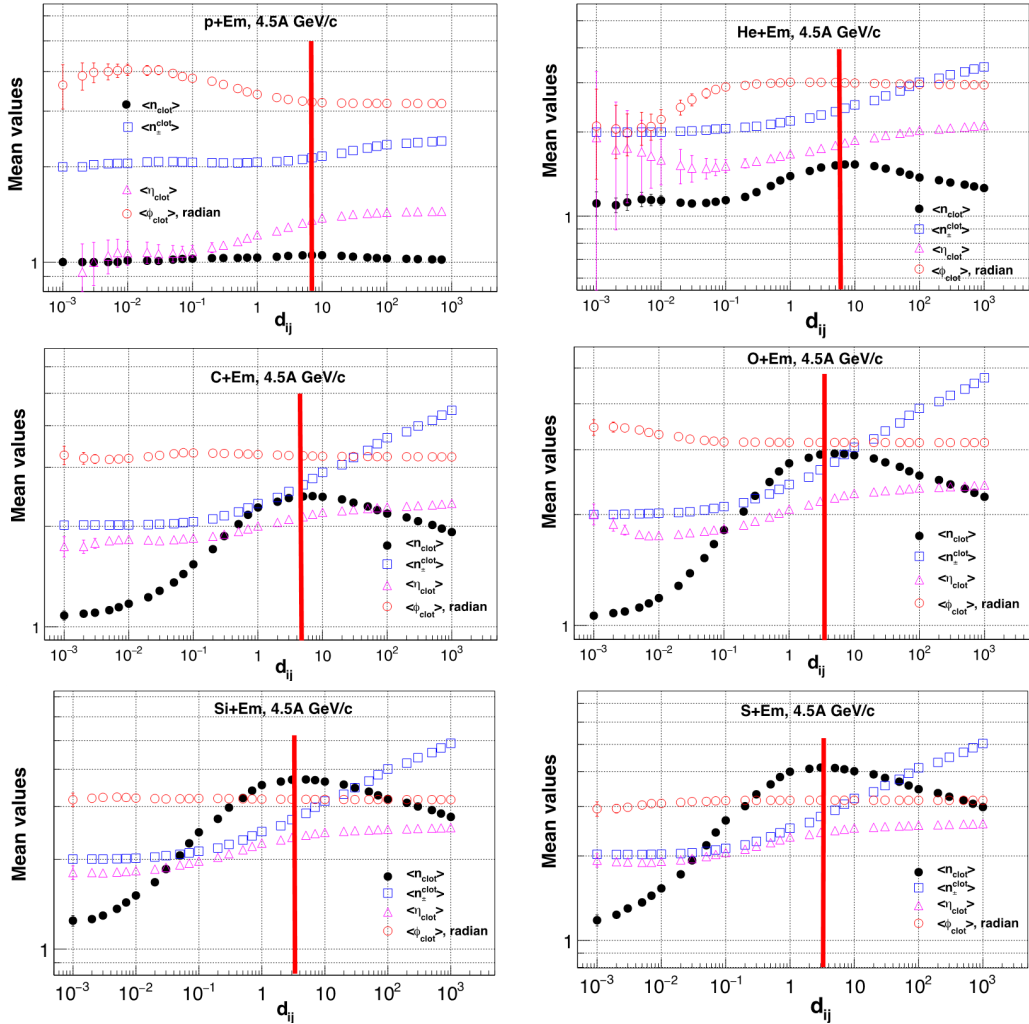 p+Em, 4.5A GeV/c
Mean values
<n_clot>
<n_±^clot>
<η_clot>
<ϕ_clot>, radian
1
10⁻³ 10⁻² 10⁻¹ 1 10 10² 10³
d_ij
He+Em, 4.5A GeV/c
Mean values
1
<n_clot>
<n_±^clot>
<η_clot>
<ϕ_clot>, radian
10⁻³ 10⁻² 10⁻¹ 1 10 10² 10³
d_ij
C+Em, 4.5A GeV/c
Mean values
<n_clot>
<n_±^clot>
<η_clot>
<ϕ_clot>, radian
1
10⁻³ 10⁻² 10⁻¹ 1 10 10² 10³
d_ij
O+Em, 4.5A GeV/c
Mean values
<n_clot>
<n_±^clot>
<η_clot>
<ϕ_clot>, radian
1
10⁻³ 10⁻² 10⁻¹ 1 10 10² 10³
d_ij
Si+Em, 4.5A GeV/c
Mean values
<n_clot>
<n_±^clot>
<η_clot>
<ϕ_clot>, radian
1
10⁻³ 10⁻² 10⁻¹ 1 10 10² 10³
d_ij
S+Em, 4.5A GeV/c
Mean values
<n_clot>
<n_±^clot>
<η_clot>
<ϕ_clot>, radian
1
10⁻³ 10⁻² 10⁻¹ 1 10 10² 10³
d_ij